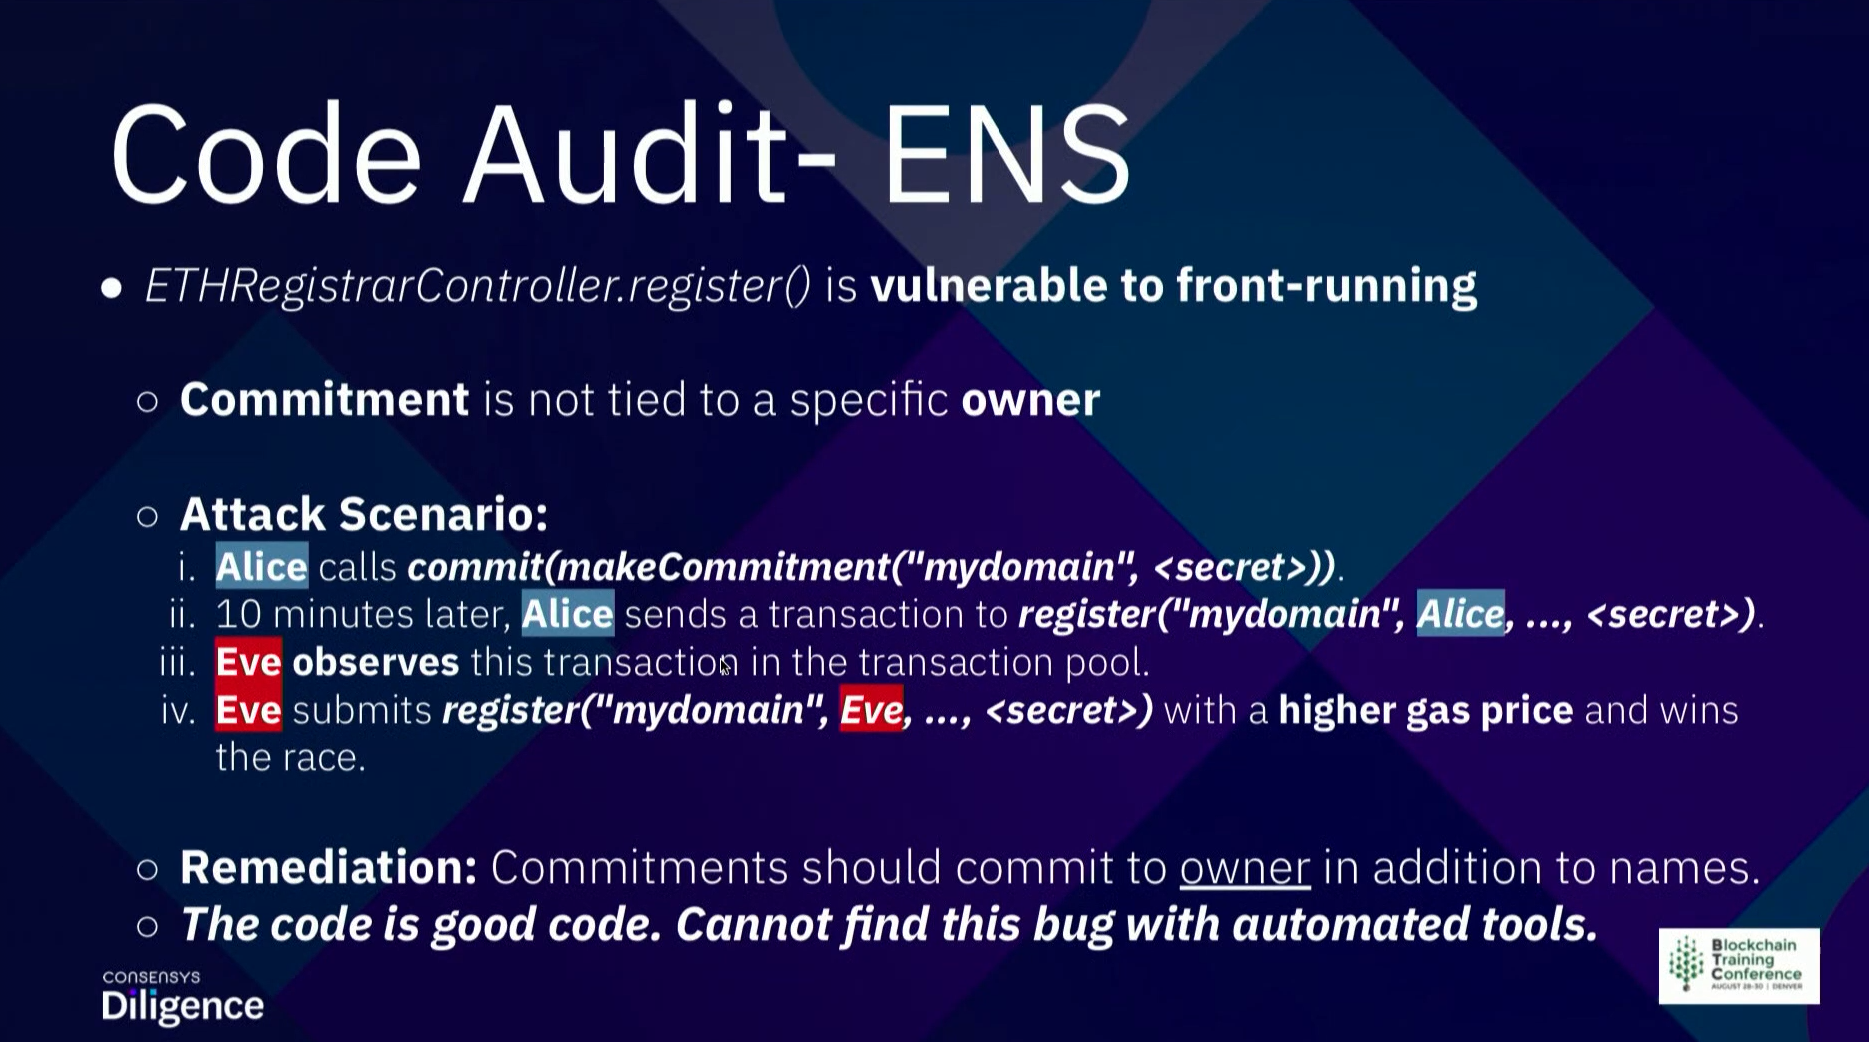 Code Audit- ENS
● ETHRegistrarController.register() is vulnerable to front-running
○ Commitment is not tied to a specific owner
○ Attack Scenario:
i. Alice calls commit(makeCommitment("mydomain", <secret>)).
ii. 10 minutes later, Alice sends a transaction to register("mydomain", Alice, ..., <secret>).
iii. Eve observes this transaction in the transaction pool.
iv. Eve submits register("mydomain", Eve, ..., <secret>) with a higher gas price and wins
the race.
○ Remediation: Commitments should commit to owner in addition to names.
○ The code is good code. Cannot find this bug with automated tools.
CONSENSYS
Diligence
Blockchain
Training
Conference
AUGUST 28-30 | DENVER